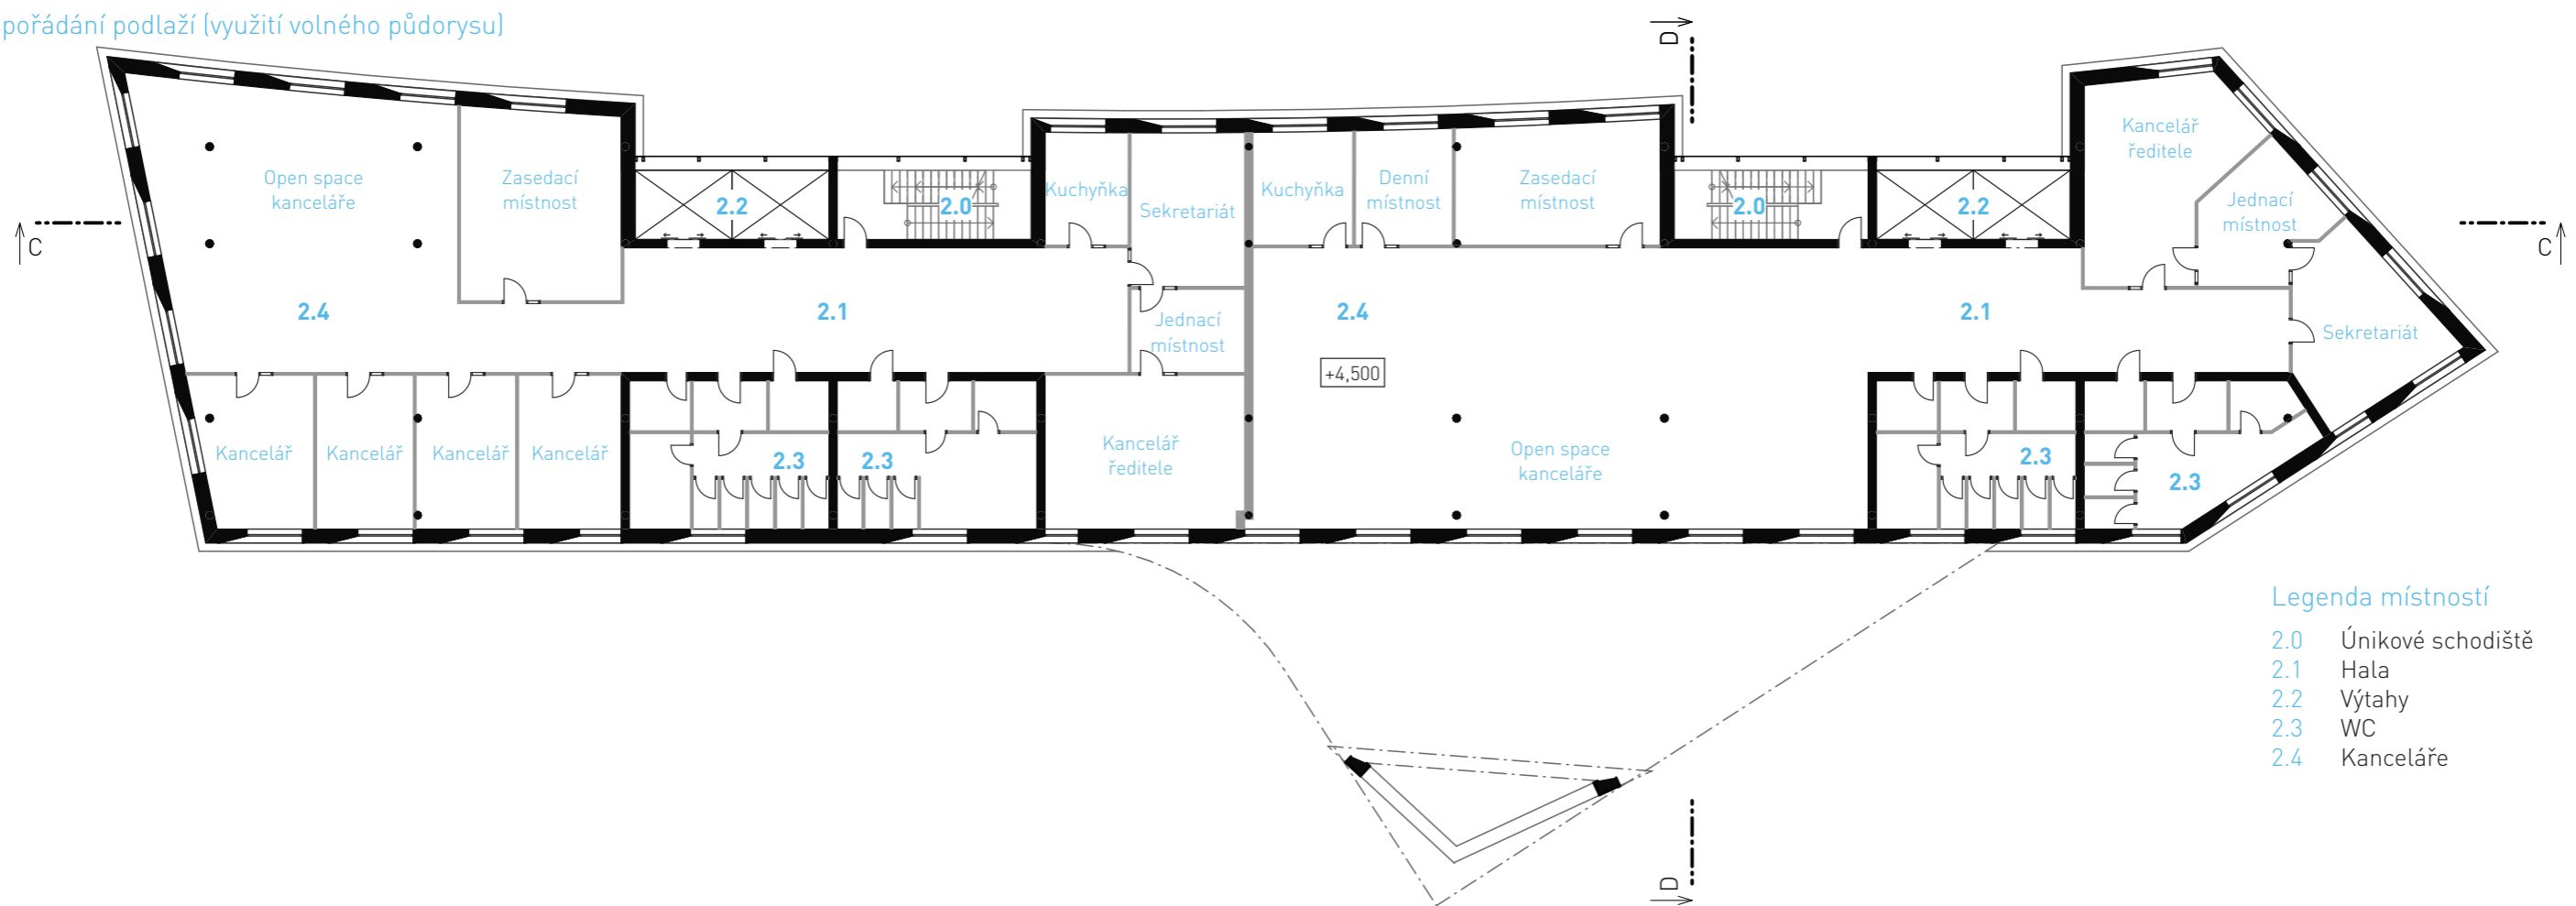 pořádání podlaží (využití volného půdorysu)
D
Kancelář
ředitele
Open space
kanceláře
Zasedací
místnost
2.2
2.0
Kuchyňka
Sekretariát
Kuchyňka
Denní
místnost
Zasedací
místnost
2.0
2.2
Jednací
místnost
C
C
2.4
2.1
Jednací
místnost
2.4
2.1
Sekretariát
+4,500
Kancelář
Kancelář
Kancelář
Kancelář
2.3
2.3
Kancelář
ředitele
Open space
kanceláře
2.3
2.3
Legenda místností
2.0 Únikové schodiště
2.1 Hala
2.2 Výtahy
2.3 WC
2.4 Kanceláře
D